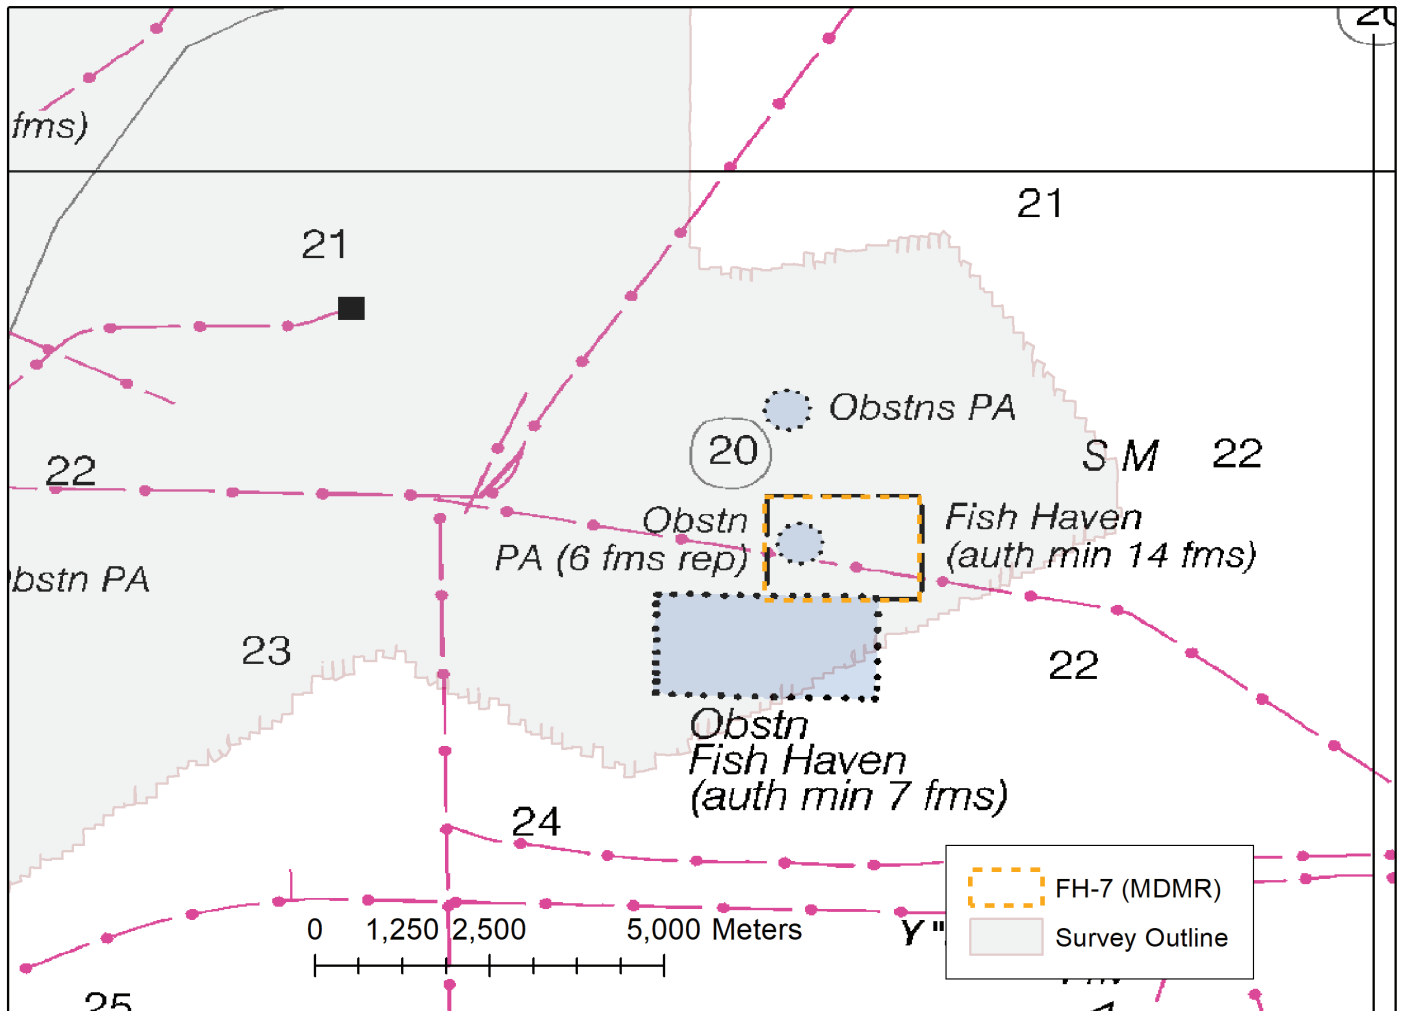 20
fms)
21
21
Obstns PA
20
S M 22
22
Obstn
PA (6 fms rep)
Fish Haven
(auth min 14 fms)
bstn PA
23
22
Obstn
Fish Haven
(auth min 7 fms)
24
FH-7 (MDMR)
Survey Outline
0 1,250 2,500 5,000 Meters
Y "
25